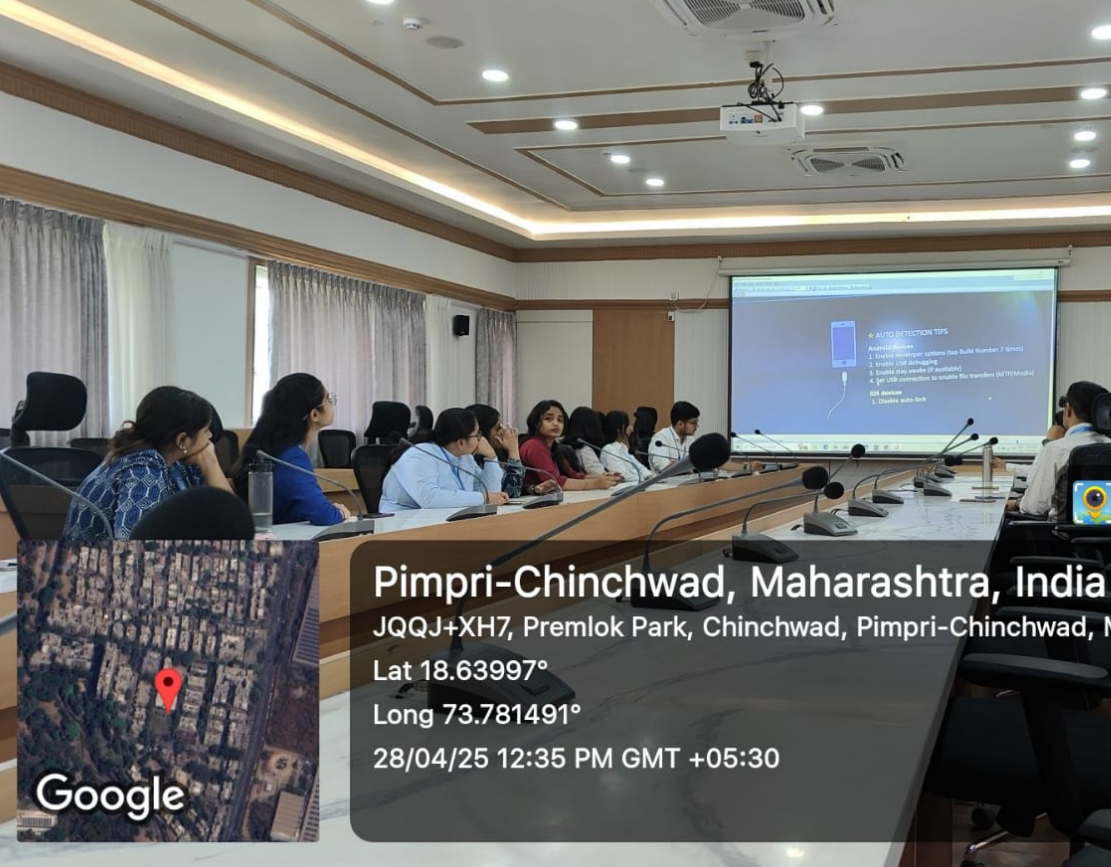 AUTO DETECTION TIPS
Android devices
1. Enable developer options (tap Build Number 7 times)
2. Enable USB debugging
3. Enable stay awake (if available)
4. Set USB connection to enable file transfers (MTP/Media)
iOS devices
1. Disable auto-lock
Pimpri-Chinchwad, Maharashtra, India
JQQJ+XH7, Premlok Park, Chinchwad, Pimpri-Chinchwad,
Lat 18.63997°
Long 73.781491°
28/04/25 12:35 PM GMT +05:30
Google